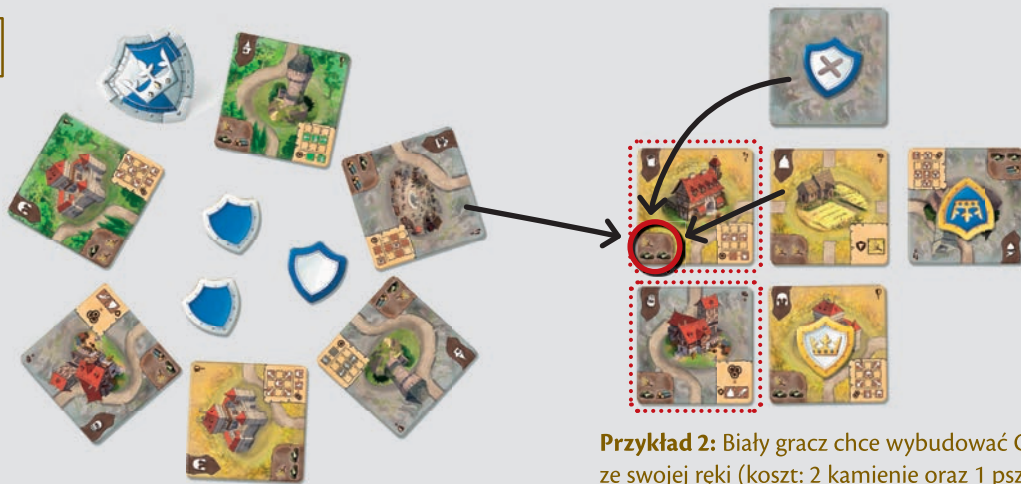 Przykład 2: Biały gracz chce wybudować
ze swojej ręki (koszt: 2 kamienie oraz 1